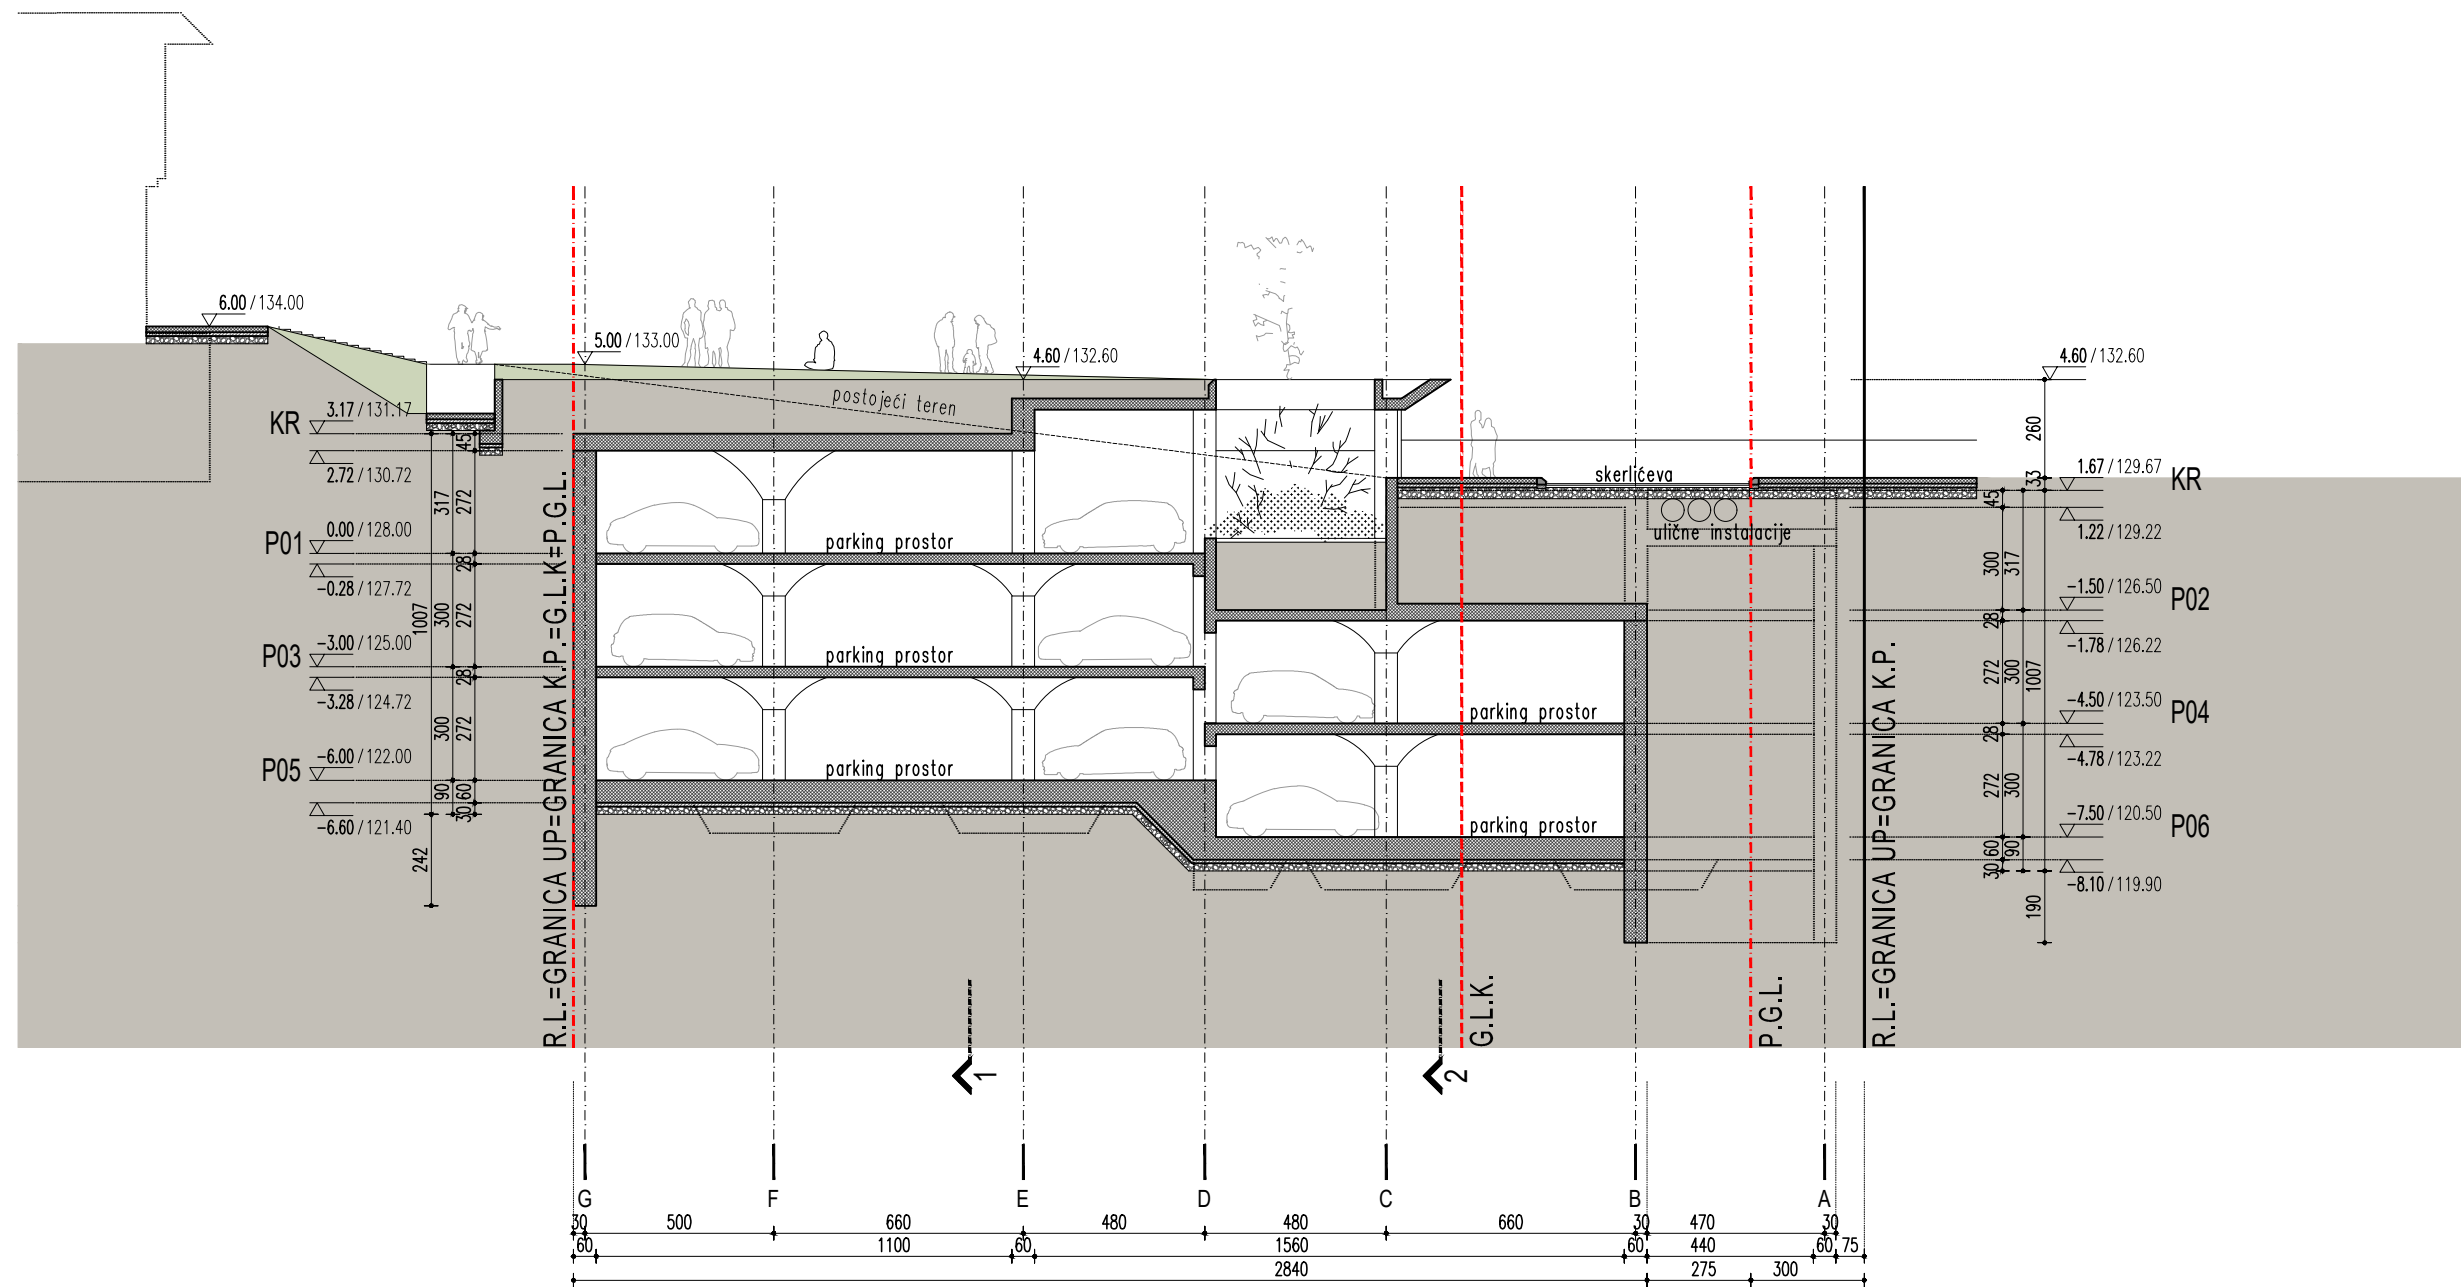 6.00 / 134.00
5.00 / 133.00
4.60 / 132.60
4.60 / 132.60
postojeći teren
KR
3.17 / 131.17
2.72 / 130.72
skerlićeva
1.67 / 129.67
KR
ulične instalacije
1.22 / 129.22
P01
0.00 / 128.00
-0.28 / 127.72
parking prostor
-1.50 / 126.50
P02
-1.78 / 126.22
P03
-3.00 / 125.00
-3.28 / 124.72
parking prostor
parking prostor
-4.50 / 123.50
P04
-4.78 / 123.22
P05
-6.00 / 122.00
-6.60 / 121.40
parking prostor
parking prostor
-7.50 / 120.50
P06
-8.10 / 119.90
1007
242
317
300
300
90
30
45
272
28
272
28
272
60
45
300
28
272
28
272
60
30
317
300
300
90
260
33
1007
190
R.L.=GRANICA UP=GRANICA K.P.=G.L.K=P.G.L.
G.L.K.
P.G.L.
R.L.=GRANICA UP=GRANICA K.P.
1
2
G F E D C B A
30 500 660 480 480 660 30 470 30
60 1100 60 1560 60 440 60 75
2840 275 300